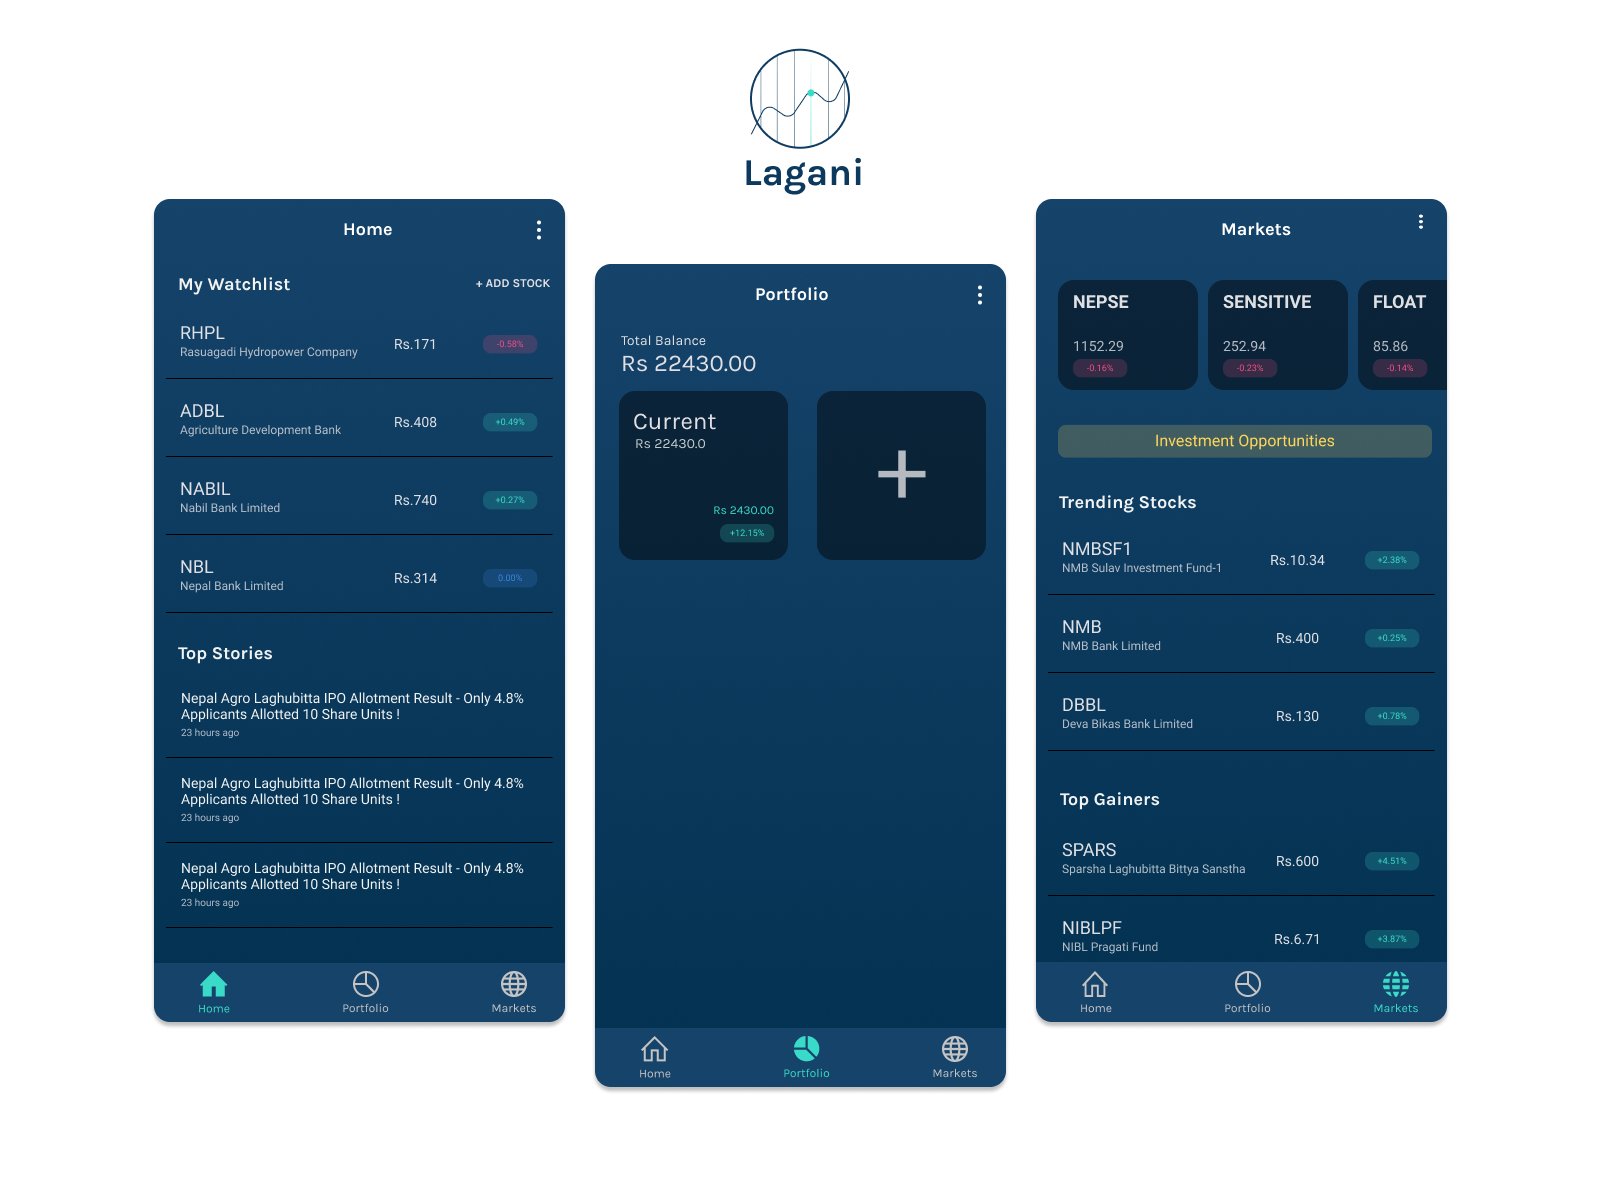 Lagani
Home
My Watchlist
+ ADD STOCK
RHPL
Rasuagadi Hydropower Company
Rs.171
-0.58%
ADBL
Agriculture Development Bank
Rs.408
+0.49%
NABIL
Nabil Bank Limited
Rs.740
+0.27%
NBL
Nepal Bank Limited
Rs.314
0.00%
Top Stories
Nepal Agro Laghubitta IPO Allotment Result - Only 4.8%
Applicants Allotted 10 Share Units !
23 hours ago
Nepal Agro Laghubitta IPO Allotment Result - Only 4.8%
Applicants Allotted 10 Share Units !
23 hours ago
Nepal Agro Laghubitta IPO Allotment Result - Only 4.8%
Applicants Allotted 10 Share Units !
23 hours ago
Home
Portfolio
Markets
Portfolio
Total Balance
Rs 22430.00
Current
Rs 22430.0
Rs 2430.00
+12.15%
Home
Portfolio
Markets
Markets
NEPSE
1152.29
-0.16%
SENSITIVE
252.94
-0.23%
FLOAT
85.86
-0.14%
Investment Opportunities
Trending Stocks
NMBSF1
NMB Sulav Investment Fund-1
Rs.10.34
+2.38%
NMB
NMB Bank Limited
Rs.400
+0.25%
DBBL
Deva Bikas Bank Limited
Rs.130
+0.78%
Top Gainers
SPARS
Sparsha Laghubitta Bittya Sanstha
Rs.600
+4.51%
NIBLPF
NIBL Pragati Fund
Rs.6.71
+3.87%
Home
Portfolio
Markets